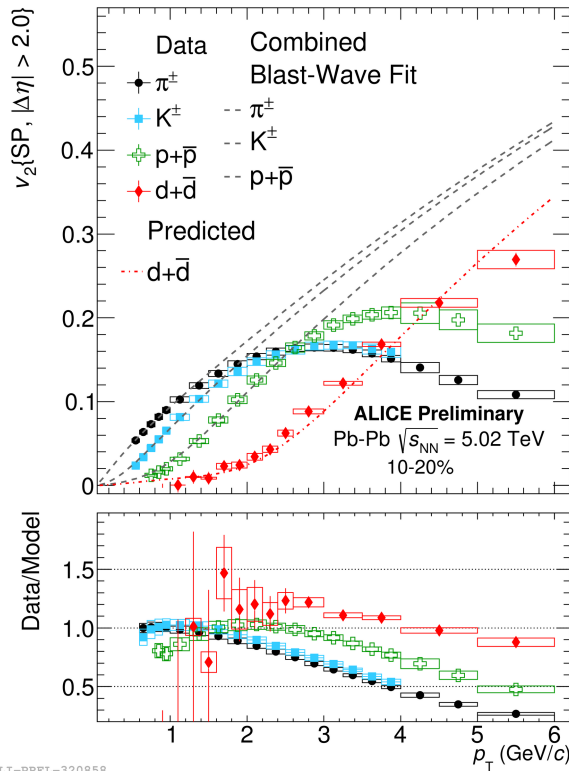 v₂{SP, |Δη| > 2.0}
0.5
0.4
0.3
0.2
0.1
0
Data
π±
K±
p+p̅
d+d̅
Predicted
d+d̅
Combined
Blast-Wave Fit
π±
K±
p+p̅
ALICE Preliminary
Pb-Pb √sNN = 5.02 TeV
10-20%
Data/Model
1.5
1.0
0.5
1 2 3 4 5 6
pT (GeV/c)